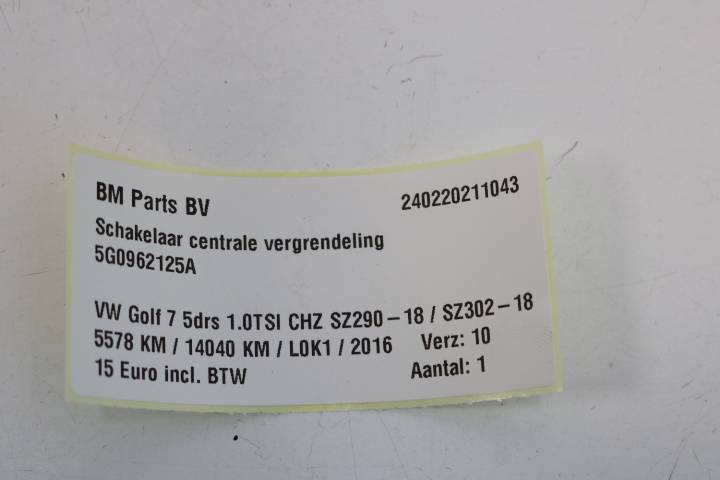 BM Parts BV 240220211043
Schakelaar centrale vergrendeling
5G0962125A
VW Golf 7 5drs 1.0TSI CHZ SZ290-18 / SZ302-18
5578 KM / 14040 KM / L0K1 / 2016 Verz: 10
15 Euro incl. BTW Aantal: 1